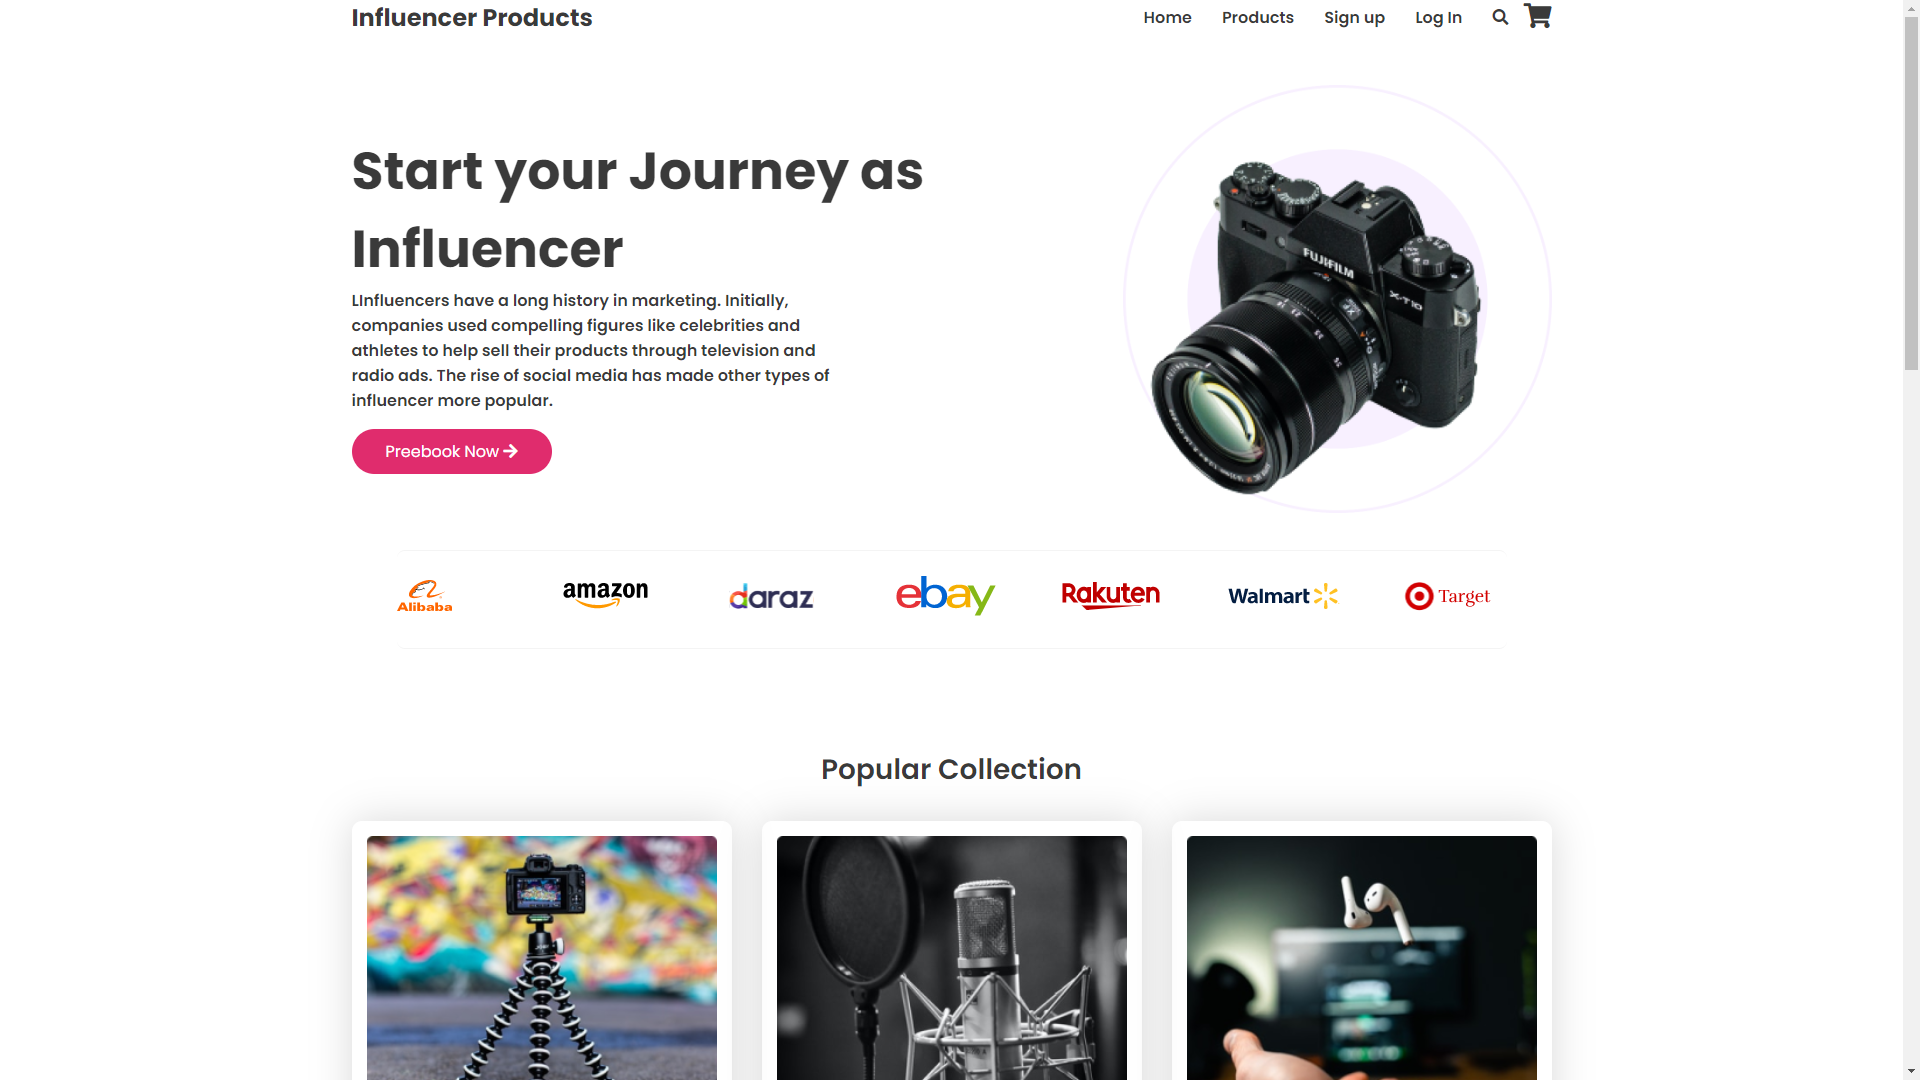 Influencer Products
Home
Products
Sign up
Log In
Start your Journey as
Influencer
LInfluencers have a long history in marketing. Initially,
companies used compelling figures like celebrities and
athletes to help sell their products through television and
radio ads. The rise of social media has made other types of
influencer more popular.
Preebook Now
FUJIFILM
X-T10
Alibaba
amazon
daraz
ebay
Rakuten
Walmart
Target
Popular Collection